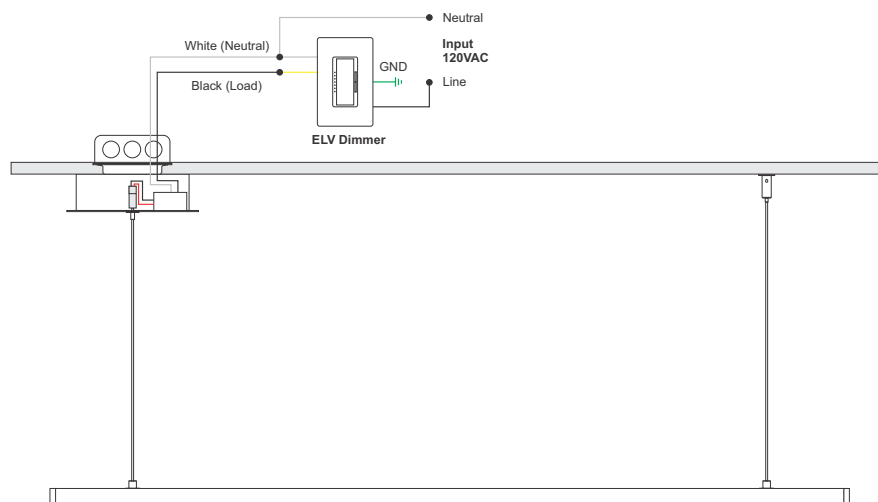 Neutral
White (Neutral)
Input
120VAC
GND
Black (Load)
Line
ELV Dimmer